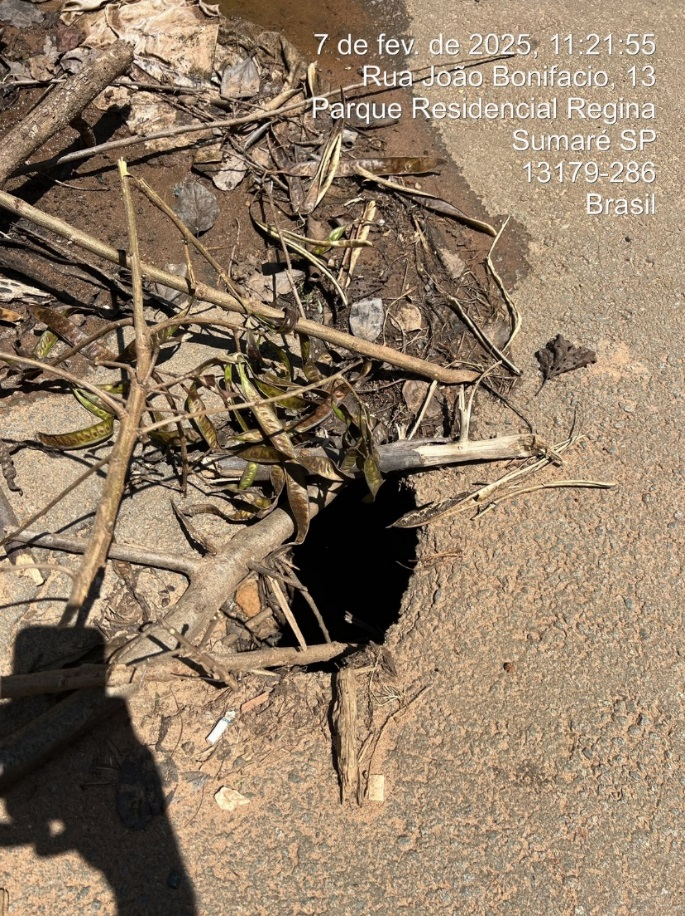 7 de fev. de 2025, 11:21:55
Rua João Bonifacio, 13
Parque Residencial Regina
Sumaré SP
13179-286
Brasil